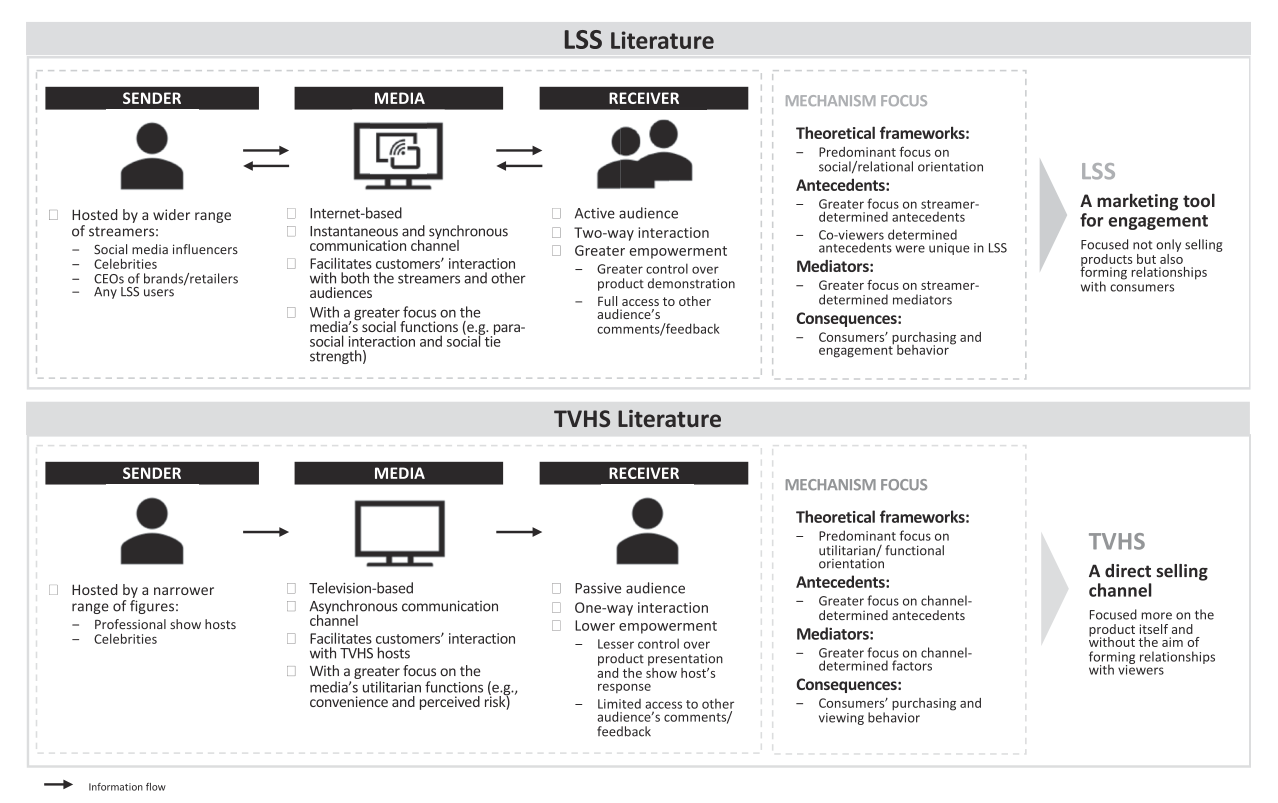 LSS Literature
SENDER
Hosted by a wider range
of streamers:
– Social media influencers
– Celebrities
– CEOs of brands/retailers
– Any LSS users
MEDIA
Internet-based
Instantaneous and synchronous
communication channel
Facilitates customers' interaction
with both the streamers and other
audiences
With a greater focus on the
media's social functions (e.g. para-
social interaction and social tie
strength)
RECEIVER
Active audience
Two-way interaction
Greater empowerment
– Greater control over
product demonstration
– Full access to other
audience's
comments/feedback
MECHANISM FOCUS
Theoretical frameworks:
– Predominant focus on
social/relational orientation
Antecedents:
– Greater focus on streamer-
determined antecedents
– Co-viewers determined
antecedents were unique in LSS
Mediators:
– Greater focus on streamer-
determined mediators
Consequences:
– Consumers' purchasing and
engagement behavior
LSS
A marketing tool
for engagement
Focused not only selling
products but also
forming relationships
with consumers
TVHS Literature
SENDER
Hosted by a narrower
range of figures:
– Professional show hosts
– Celebrities
MEDIA
Television-based
Asynchronous communication
channel
Facilitates customers' interaction
with TVHS hosts
With a greater focus on the
media's utilitarian functions (e.g.,
convenience and perceived risk)
RECEIVER
Passive audience
One-way interaction
Lower empowerment
– Lesser control over
product presentation
and the show host's
response
– Limited access to other
audience's comments/
feedback
MECHANISM FOCUS
Theoretical frameworks:
– Predominant focus on
utilitarian/ functional
orientation
Antecedents:
– Greater focus on channel-
determined antecedents
Mediators:
– Greater focus on channel-
determined factors
Consequences:
– Consumers' purchasing and
viewing behavior
TVHS
A direct selling
channel
Focused more on the
product itself and
without the aim of
forming relationships
with viewers
Information flow